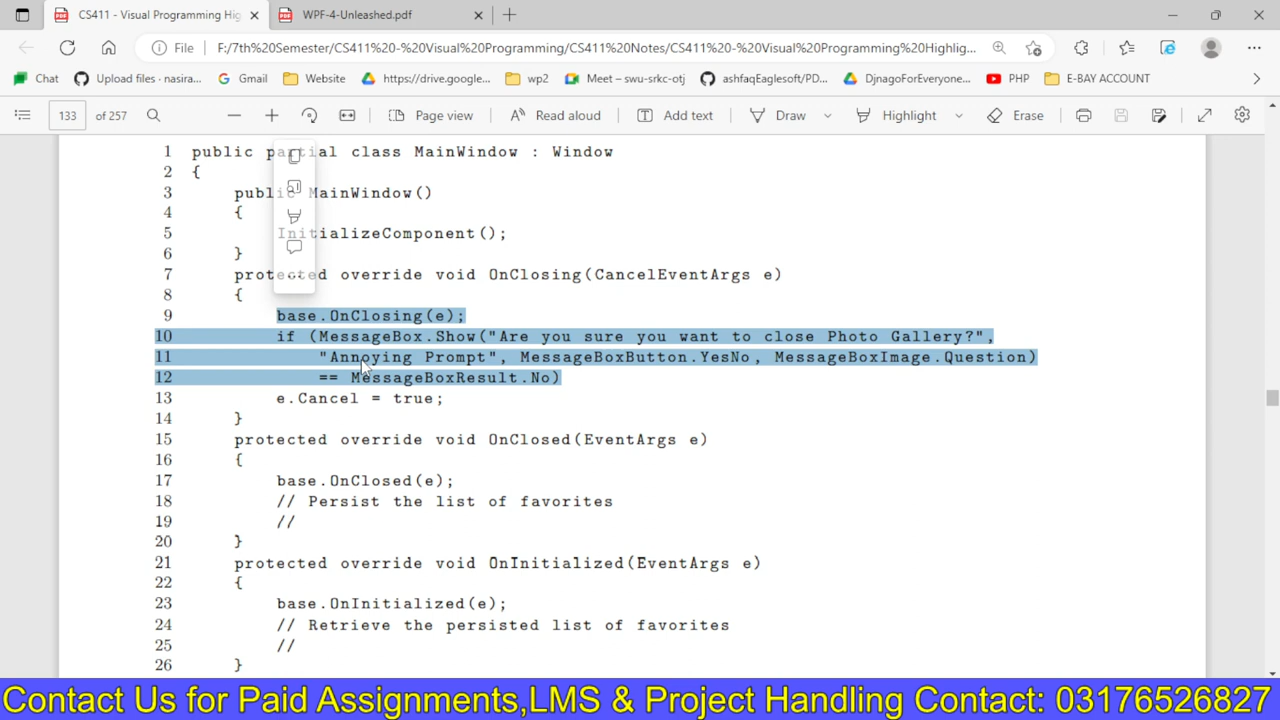 CS411 - Visual Programming Hig
WPF-4-Unleashed.pdf
File
F:/7th%20Semester/CS411%20-%20Visual%20Programming/CS411%20Notes/CS411%20-%20Visual%20Programming%20Highlig...
Chat
Upload files · nasira...
Gmail
Website
https://drive.google...
wp2
Meet – swu-srkc-otj
ashfaqEaglesoft/PD...
DjnagoForEveryone...
PHP
E-BAY ACCOUNT
133 of 257
Page view
Read aloud
Add text
Draw
Highlight
Erase
1 public partial class MainWindow : Window
2 {
3 public MainWindow()
4 {
5 InitializeComponent();
6 }
7 protected override void OnClosing(CancelEventArgs e)
8 {
9 base.OnClosing(e);
10 if (MessageBox.Show("Are you sure you want to close Photo Gallery?",
11 "Annoying Prompt", MessageBoxButton.YesNo, MessageBoxImage.Question)
12 == MessageBoxResult.No)
13 e.Cancel = true;
14 }
15 protected override void OnClosed(EventArgs e)
16 {
17 base.OnClosed(e);
18 // Persist the list of favorites
19 //
20 }
21 protected override void OnInitialized(EventArgs e)
22 {
23 base.OnInitialized(e);
24 // Retrieve the persisted list of favorites
25 //
26 }
Contact Us for Paid Assignments,LMS & Project Handling Contact: 03176526827